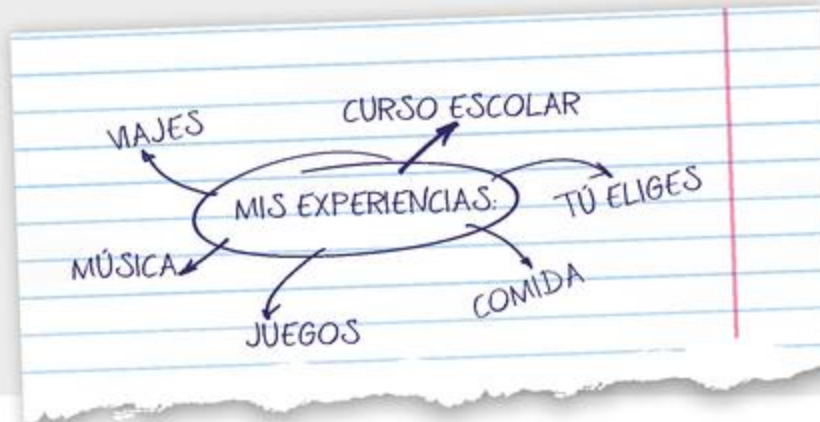 CURSO ESCOLAR
VIAJES
TÚ ELIGES
MIS EXPERIENCIAS:
MÚSICA
COMIDA
JUEGOS